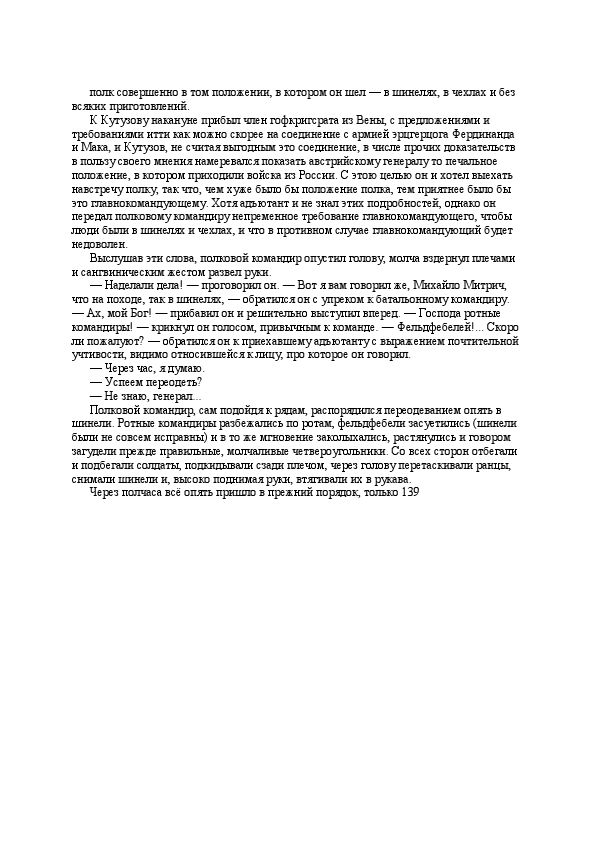 полк совершенно в том положении, в котором он шел — в шинелях, в чехлах и без
всяких приготовлений.
К Кутузову накануне прибыл член гофкригсрата из Вены, с предложениями и
требованиями итти как можно скорее на соединение с армией эрцгерцога Фердинанда
и Мака, и Кутузов, не считая выгодным это соединение, в числе прочих доказательств
в пользу своего мнения намеревался показать австрийскому генералу то печальное
положение, в котором приходили войска из России. С этою целью он и хотел выехать
навстречу полку, так что, чем хуже было бы положение полка, тем приятнее было бы
это главнокомандующему. Хотя адъютант и не знал этих подробностей, однако он
передал полковому командиру непременное требование главнокомандующего, чтобы
люди были в шинелях и чехлах, и что в противном случае главнокомандующий будет
недоволен.
Выслушав эти слова, полковой командир опустил голову, молча вздернул плечами
и сангвиническим жестом развел руки.
— Наделали дела! — проговорил он. — Вот я вам говорил же, Михайло Митрич,
что на походе, так в шинелях, — обратился он с упреком к батальонному командиру.
— Ах, мой Бог! — прибавил он и решительно выступил вперед. — Господа ротные
командиры! — крикнул он голосом, привычным к команде. — Фельдфебелей!... Скоро
ли пожалуют? — обратился он к приехавшему адъютанту с выражением почтительной
учтивости, видимо относившейся к лицу, про которое он говорил.
— Через час, я думаю.
— Успеем переодеть?
— Не знаю, генерал...
Полковой командир, сам подойдя к рядам, распорядился переодеванием опять в
шинели. Ротные командиры разбежались по ротам, фельдфебели засуетились (шинели
были не совсем исправны) и в то же мгновение заколыхались, растянулись и говором
загудели прежде правильные, молчаливые четвероугольники. Со всех сторон отбегали
и подбегали солдаты, подкидывали сзади плечом, через голову перетаскивали ранцы,
снимали шинели и, высоко поднимая руки, втягивали их в рукава.
Через полчаса всё опять пришло в прежний порядок, только 139